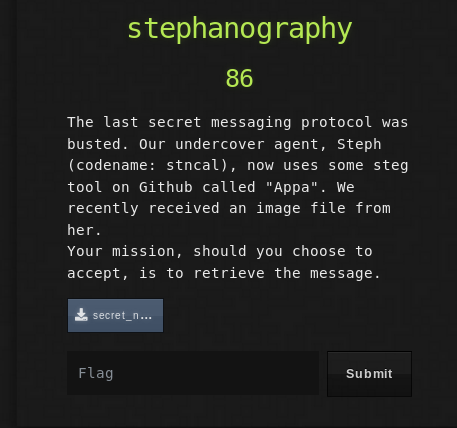 stephanography
86
The last secret messaging protocol was
busted. Our undercover agent, Steph
(codename: stncal), now uses some steg
tool on Github called "Appa". We
recently received an image file from
her.
Your mission, should you choose to
accept, is to retrieve the message.
secret_n...
Flag
Submit